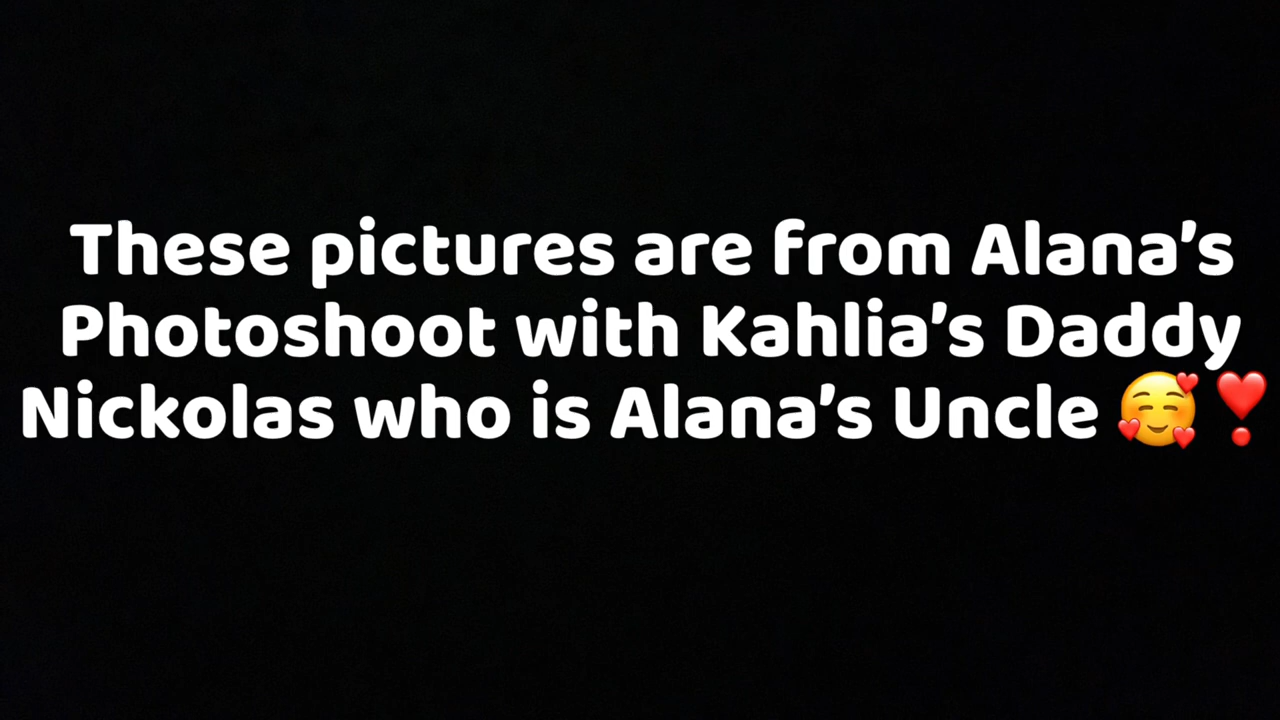 These pictures are from Alana’s
Photoshoot with Kahlia’s Daddy
Nickolas who is Alana’s Uncle 🥰❣️